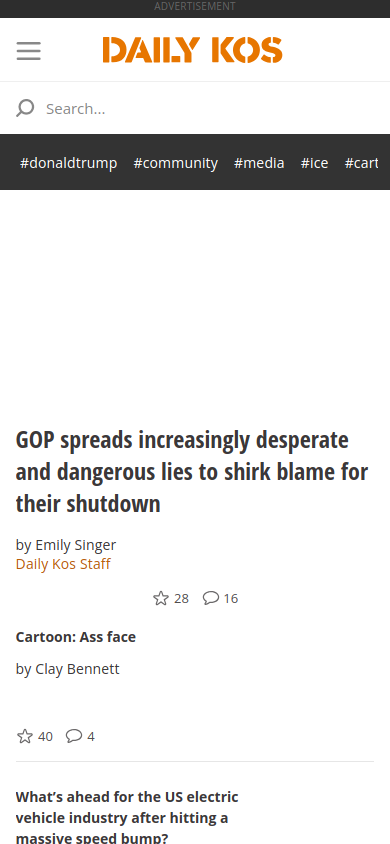 ADVERTISEMENT
DAILY KOS
Search...
#donaldtrump #community #media #ice #cart
GOP spreads increasingly desperate
and dangerous lies to shirk blame for
their shutdown
by Emily Singer
Daily Kos Staff
28 16
Cartoon: Ass face
by Clay Bennett
40 4
What's ahead for the US electric
vehicle industry after hitting a
massive speed bump?